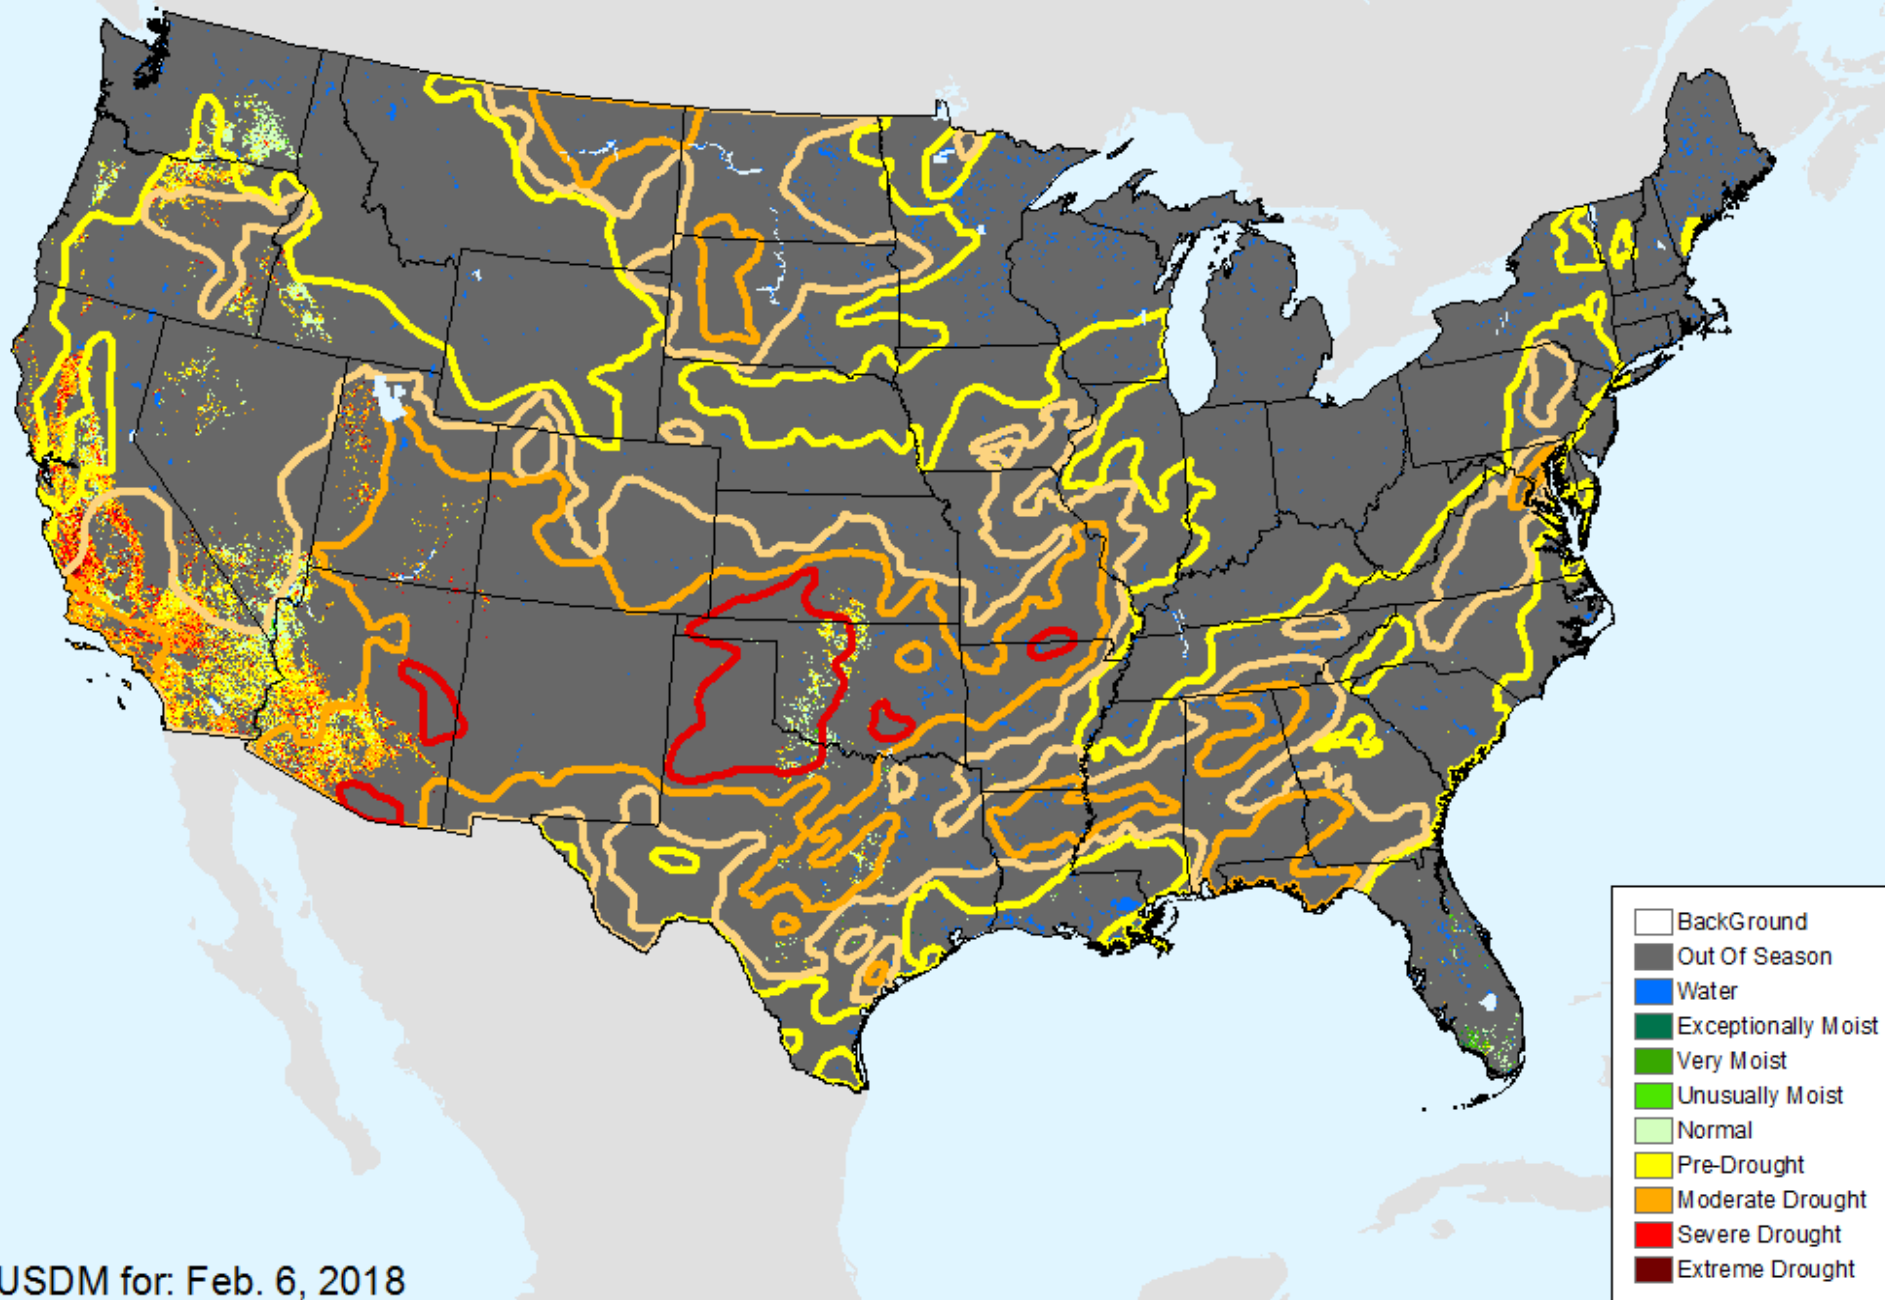 BackGround
Out Of Season
Water
Exceptionally Moist
Very Moist
Unusually Moist
Normal
Pre-Drought
Moderate Drought
Severe Drought
Extreme Drought
USDM for: Feb. 6, 2018